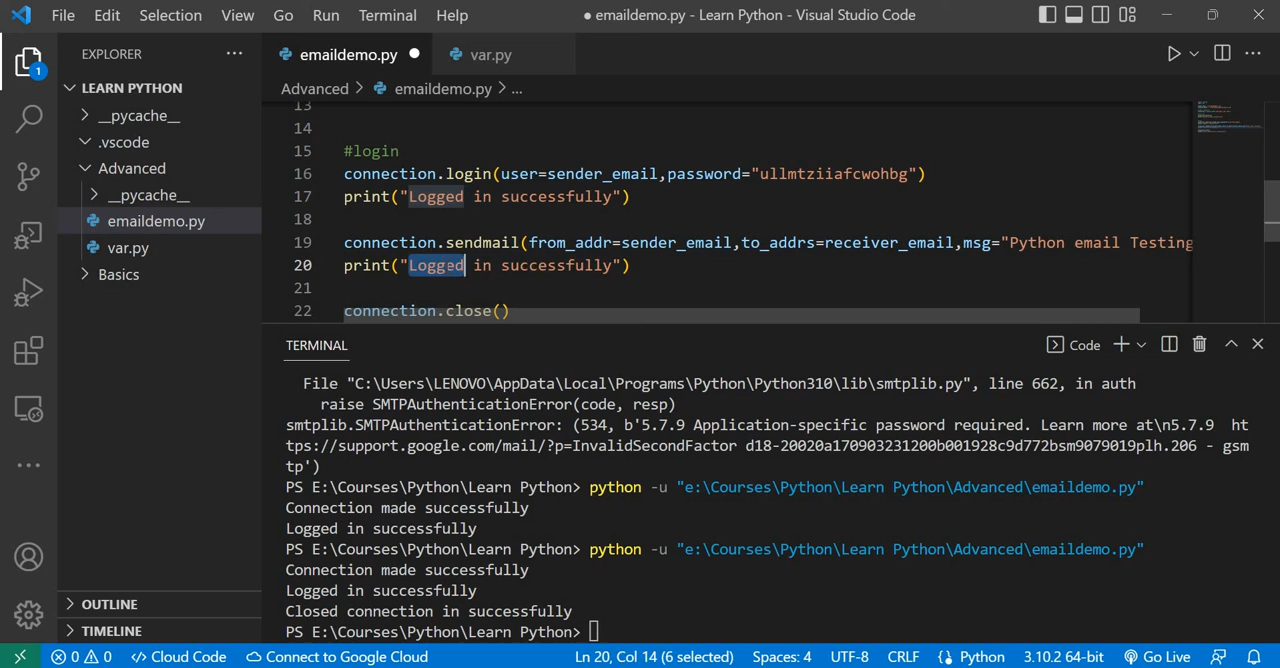 File Edit Selection View Go Run Terminal Help
● emaildemo.py - Learn Python - Visual Studio Code
1
EXPLORER ...
LEARN PYTHON
__pycache__
.vscode
Advanced
__pycache__
emaildemo.py
var.py
Basics
OUTLINE
TIMELINE
emaildemo.py ● var.py
Advanced > emaildemo.py > ...
13
14
15 #login
16 connection.login(user=sender_email,password="ullmtziiafcwohbg")
17 print("Logged in successfully")
18
19 connection.sendmail(from_addr=sender_email,to_addrs=receiver_email,msg="Python email Testing
20 print("Logged in successfully")
21
22 connection.close()
TERMINAL
Code
File "C:\Users\LENOVO\AppData\Local\Programs\Python\Python310\lib\smtplib.py", line 662, in auth
raise SMTPAuthenticationError(code, resp)
smtplib.SMTPAuthenticationError: (534, b'5.7.9 Application-specific password required. Learn more at\n5.7.9  ht
tps://support.google.com/mail/?p=InvalidSecondFactor d18-20020a170903231200b001928c9d772bsm9079019plh.206 - gsm
tp')
PS E:\Courses\Python\Learn Python> python -u "e:\Courses\Python\Learn Python\Advanced\emaildemo.py"
Connection made successfully
Logged in successfully
PS E:\Courses\Python\Learn Python> python -u "e:\Courses\Python\Learn Python\Advanced\emaildemo.py"
Connection made successfully
Logged in successfully
Closed connection in successfully
PS E:\Courses\Python\Learn Python>
0 0 Cloud Code Connect to Google Cloud Ln 20, Col 14 (6 selected) Spaces: 4 UTF-8 CRLF Python 3.10.2 64-bit Go Live